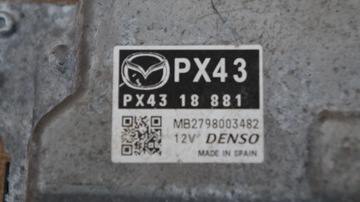 PX43
PX43 18 881
MB2798003482
12V DENSO
MADE IN SPAIN